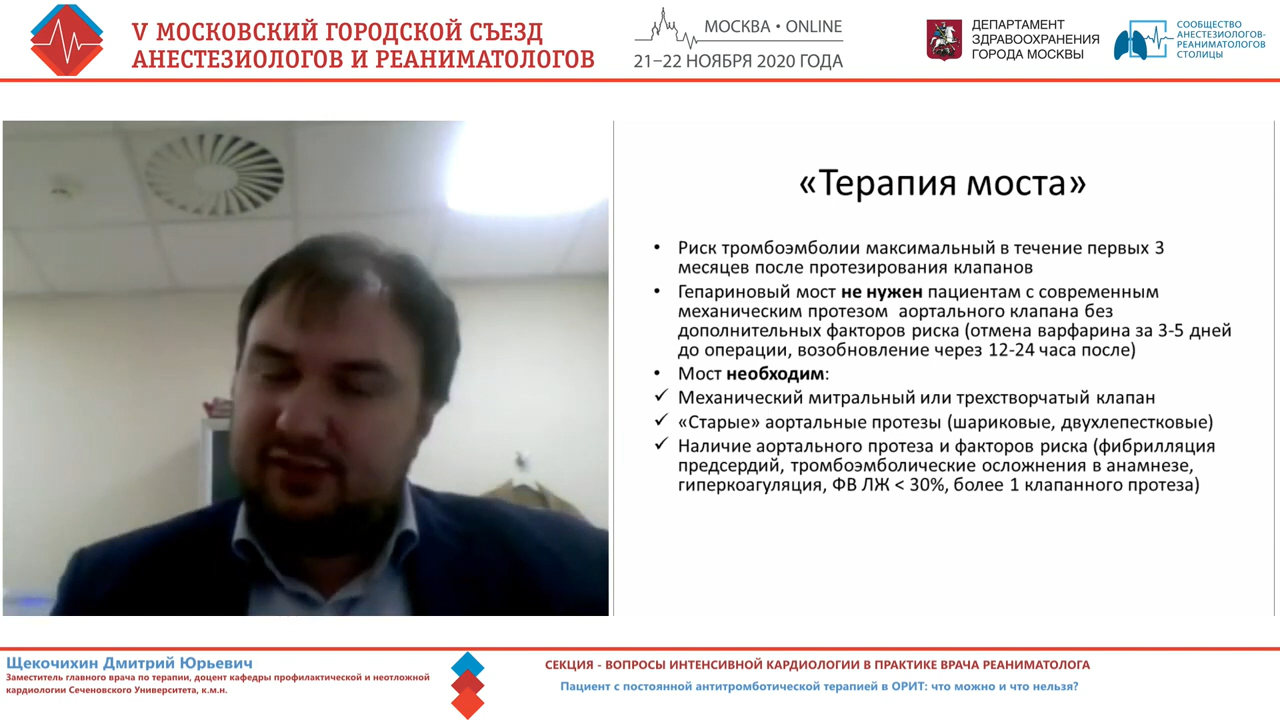 V МОСКОВСКИЙ ГОРОДСКОЙ СЪЕЗД
АНЕСТЕЗИОЛОГОВ И РЕАНИМАТОЛОГОВ
МОСКВА • ONLINE
21–22 НОЯБРЯ 2020 ГОДА
ДЕПАРТАМЕНТ
ЗДРАВООХРАНЕНИЯ
ГОРОДА МОСКВЫ
СООБЩЕСТВО
АНЕСТЕЗИОЛОГОВ-
РЕАНИМАТОЛОГОВ
СТОЛИЦЫ
«Терапия моста»
• Риск тромбоэмболии максимальный в течение первых 3
месяцев после протезирования клапанов
• Гепариновый мост не нужен пациентам с современным
механическим протезом аортального клапана без
дополнительных факторов риска (отмена варфарина за 3-5 дней
до операции, возобновление через 12-24 часа после)
• Мост необходим:
✓ Механический митральный или трехстворчатый клапан
✓ «Старые» аортальные протезы (шариковые, двухлепестковые)
✓ Наличие аортального протеза и факторов риска (фибрилляция
предсердий, тромбоэмболические осложнения в анамнезе,
гиперкоагуляция, ФВ ЛЖ < 30%, более 1 клапанного протеза)
Щекочихин Дмитрий Юрьевич
Заместитель главного врача по терапии, доцент кафедры профилактической и неотложной
кардиологии Сеченовского Университета, к.м.н.
СЕКЦИЯ - ВОПРОСЫ ИНТЕНСИВНОЙ КАРДИОЛОГИИ В ПРАКТИКЕ ВРАЧА РЕАНИМАТОЛОГА
Пациент с постоянной антитромботической терапией в ОРИТ: что можно и что нельзя?